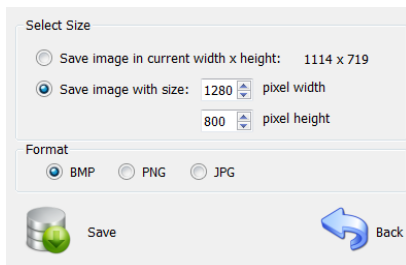 Select Size
Save image in current width x height: 1114 x 719
Save image with size: 1280 pixel width
800 pixel height
Format
BMP PNG JPG
Save Back